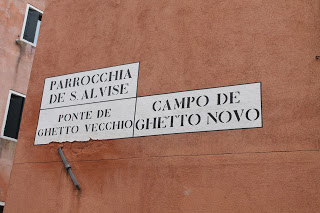 PARROCCHIA
DE S. ALVISE
PONTE DE
GHETTO VECCHIO
CAMPO DE
GHETTO NOVO